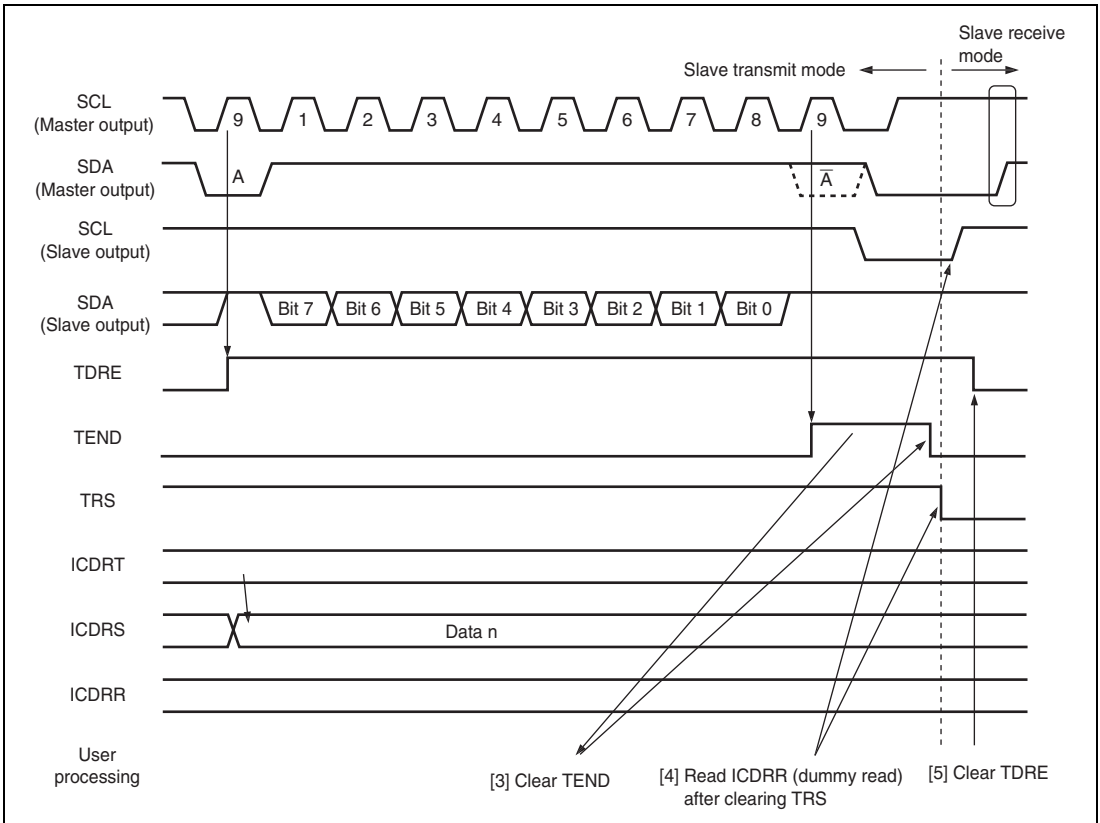 Slave receive
mode
Slave transmit mode
SCL
(Master output)
9 1 2 3 4 5 6 7 8 9
SDA
(Master output)
A A̅
SCL
(Slave output)
SDA
(Slave output)
Bit 7 Bit 6 Bit 5 Bit 4 Bit 3 Bit 2 Bit 1 Bit 0
TDRE
TEND
TRS
ICDRT
ICDRS
Data n
ICDRR
User
processing
[3] Clear TEND
[4] Read ICDRR (dummy read)
after clearing TRS
[5] Clear TDRE